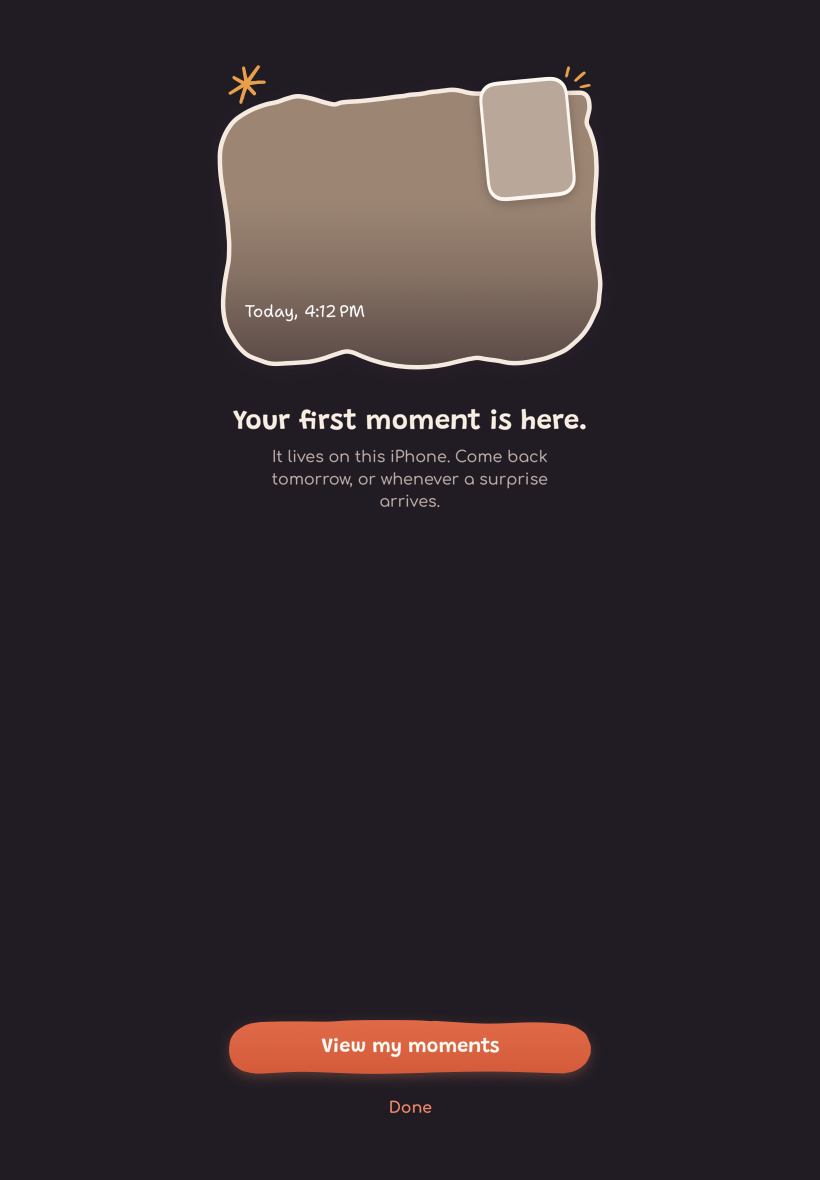 Today, 4:12 PM
Your first moment is here.
It lives on this iPhone. Come back
tomorrow, or whenever a surprise
arrives.
View my moments
Done